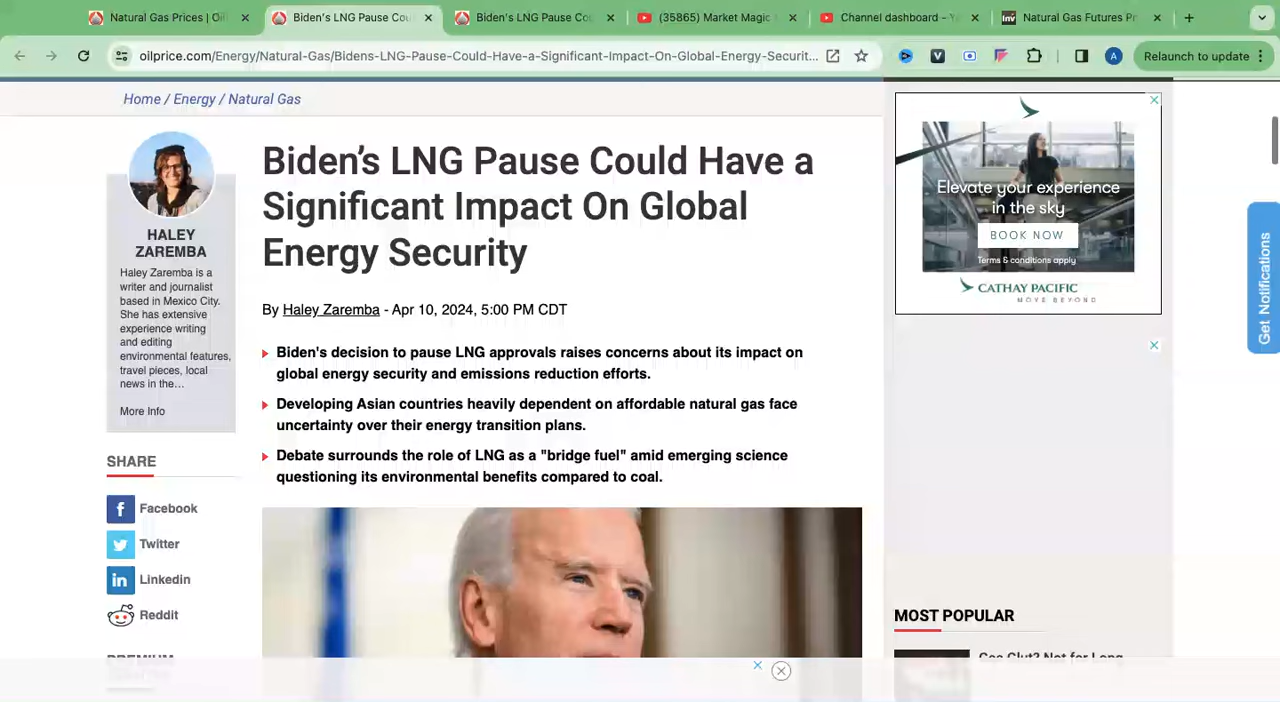 Natural Gas Prices | Oil
Biden's LNG Pause Cou
Biden's LNG Pause Co
(35865) Market Magic
Channel dashboard - Y
Natural Gas Futures Pr
oilprice.com/Energy/Natural-Gas/Bidens-LNG-Pause-Could-Have-a-Significant-Impact-On-Global-Energy-Securit...
A
Relaunch to update
Home / Energy / Natural Gas
HALEY
ZAREMBA
Haley Zaremba is a
writer and journalist
based in Mexico City.
She has extensive
experience writing
and editing
environmental features,
travel pieces, local
news in the...
More Info
SHARE
Facebook
Twitter
Linkedin
Reddit
Biden's LNG Pause Could Have a
Significant Impact On Global
Energy Security
By Haley Zaremba - Apr 10, 2024, 5:00 PM CDT
Biden's decision to pause LNG approvals raises concerns about its impact on
global energy security and emissions reduction efforts.
Developing Asian countries heavily dependent on affordable natural gas face
uncertainty over their energy transition plans.
Debate surrounds the role of LNG as a "bridge fuel" amid emerging science
questioning its environmental benefits compared to coal.
Elevate your experience
in the sky
BOOK NOW
Terms & conditions apply
CATHAY PACIFIC
MOVE BEYOND
Get Notifications
MOST POPULAR
Gas Glut? Not for Long